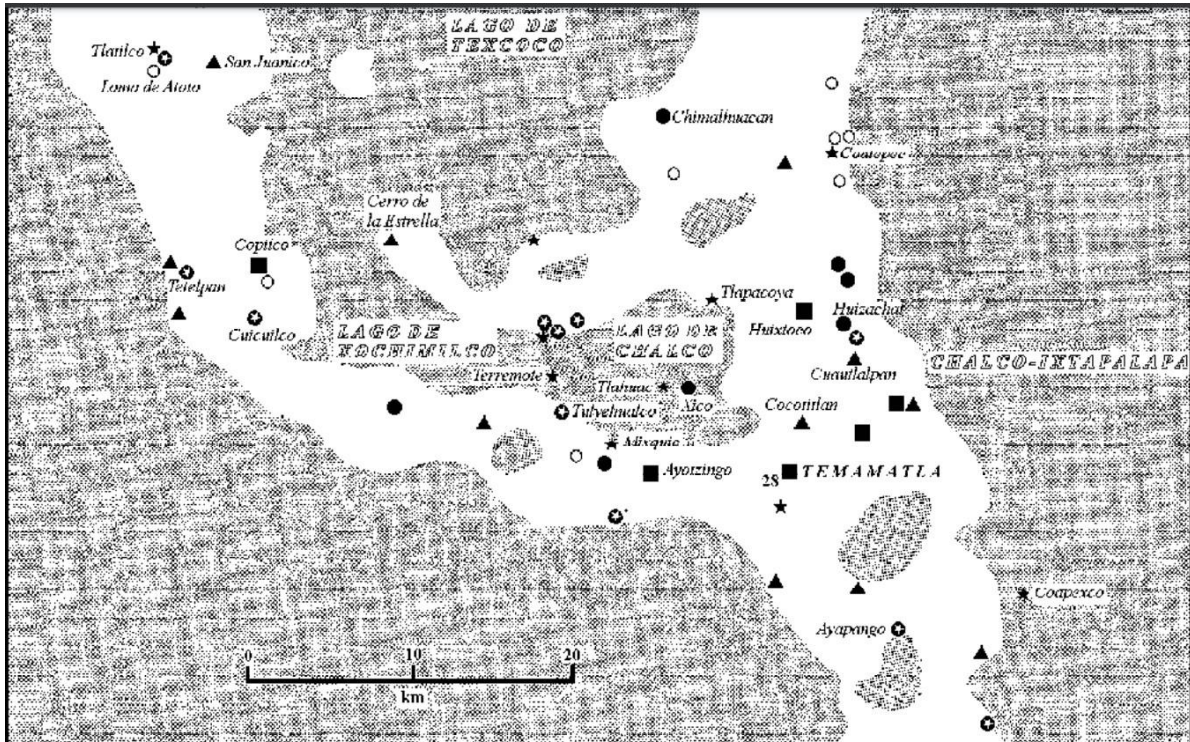 LAGO DE
TEXCOCO
Tlatilco
San Juanico
Loma de Atoto
Chimalhuacan
Coatepec
Cerro de
la Estrella
Copilco
Tetelpan
Tlapacoya
Huixtoco
Huizachal
Cuicuilco
LAGO DE
XOCHIMILCO
LAGO DE
CHALCO
CHALCO-IXTAPALAPA
Cuautlalpan
Terremote
Tlahuac
Xico
Tulyehualco
Cocotitlan
Mixquic
Ayotzingo
TEMAMATLA
28
Coapexco
Ayapango
0
10
20
km